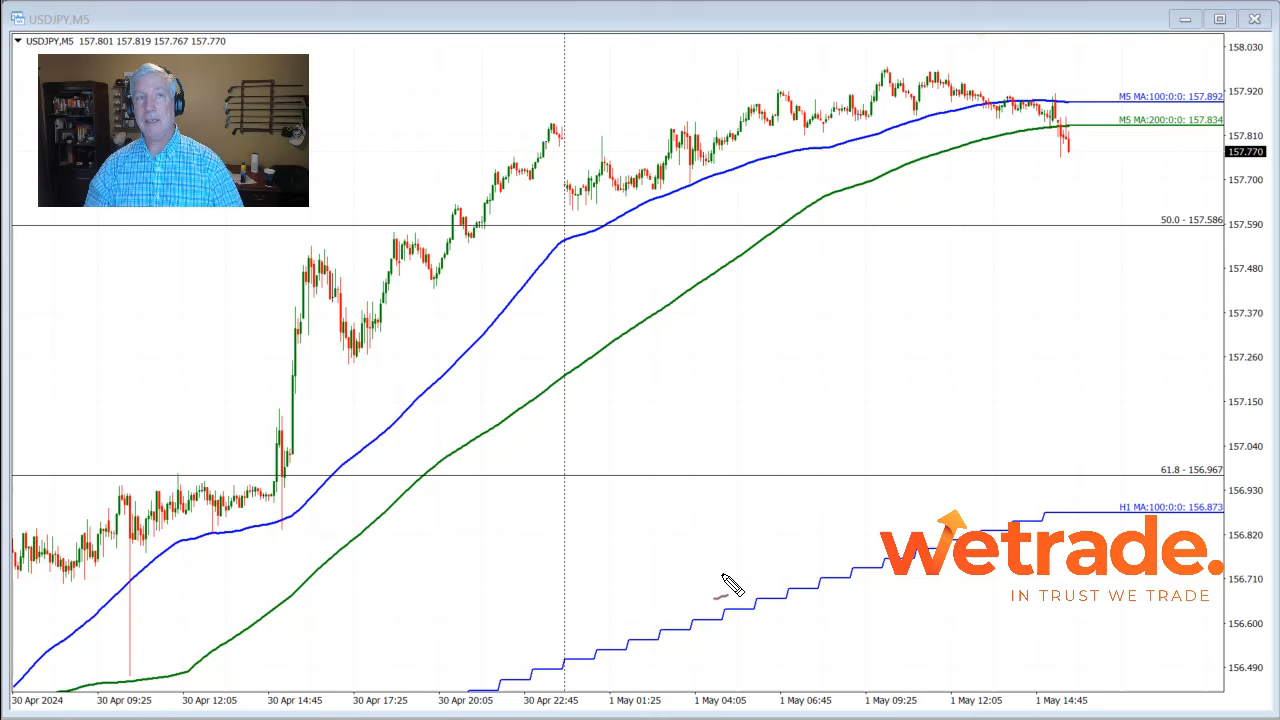 USDJPY,M5
USDJPY,M5 157.801 157.819 157.767 157.770
158.030
157.920
M5 MA:100:0:0: 157.892
M5 MA:200:0:0: 157.834
157.810
157.770
157.700
50.0 - 157.586
157.590
157.480
157.370
157.260
157.150
157.040
61.8 - 156.967
156.930
H1 MA:100:0:0: 156.873
156.820
wetrade.
156.710
IN TRUST WE TRADE
156.600
156.490
30 Apr 2024 30 Apr 09:25 30 Apr 12:05 30 Apr 14:45 30 Apr 17:25 30 Apr 20:05 30 Apr 22:45 1 May 01:25 1 May 04:05 1 May 06:45 1 May 09:25 1 May 12:05 1 May 14:45